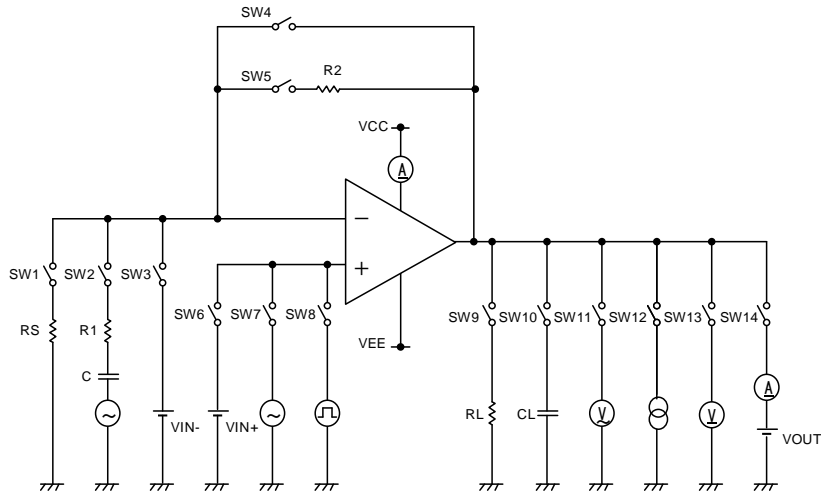 SW4
SW5
R2
VCC
A
−
+
SW1
SW2
SW3
SW6
SW7
SW8
VEE
SW9
SW10
SW11
SW12
SW13
SW14
RS
R1
C
VIN-
VIN+
RL
CL
V
V
A
VOUT